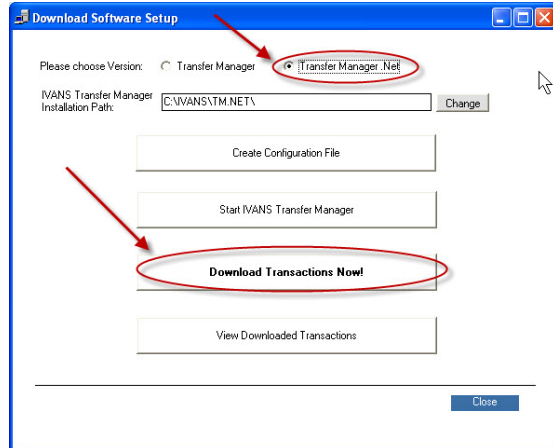 Download Software Setup
Please choose Version: Transfer Manager Transfer Manager .Net
IVANS Transfer Manager
Installation Path: C:\IVANS\TM.NET\ Change
Create Configuration File
Start IVANS Transfer Manager
Download Transactions Now!
View Downloaded Transactions
Close